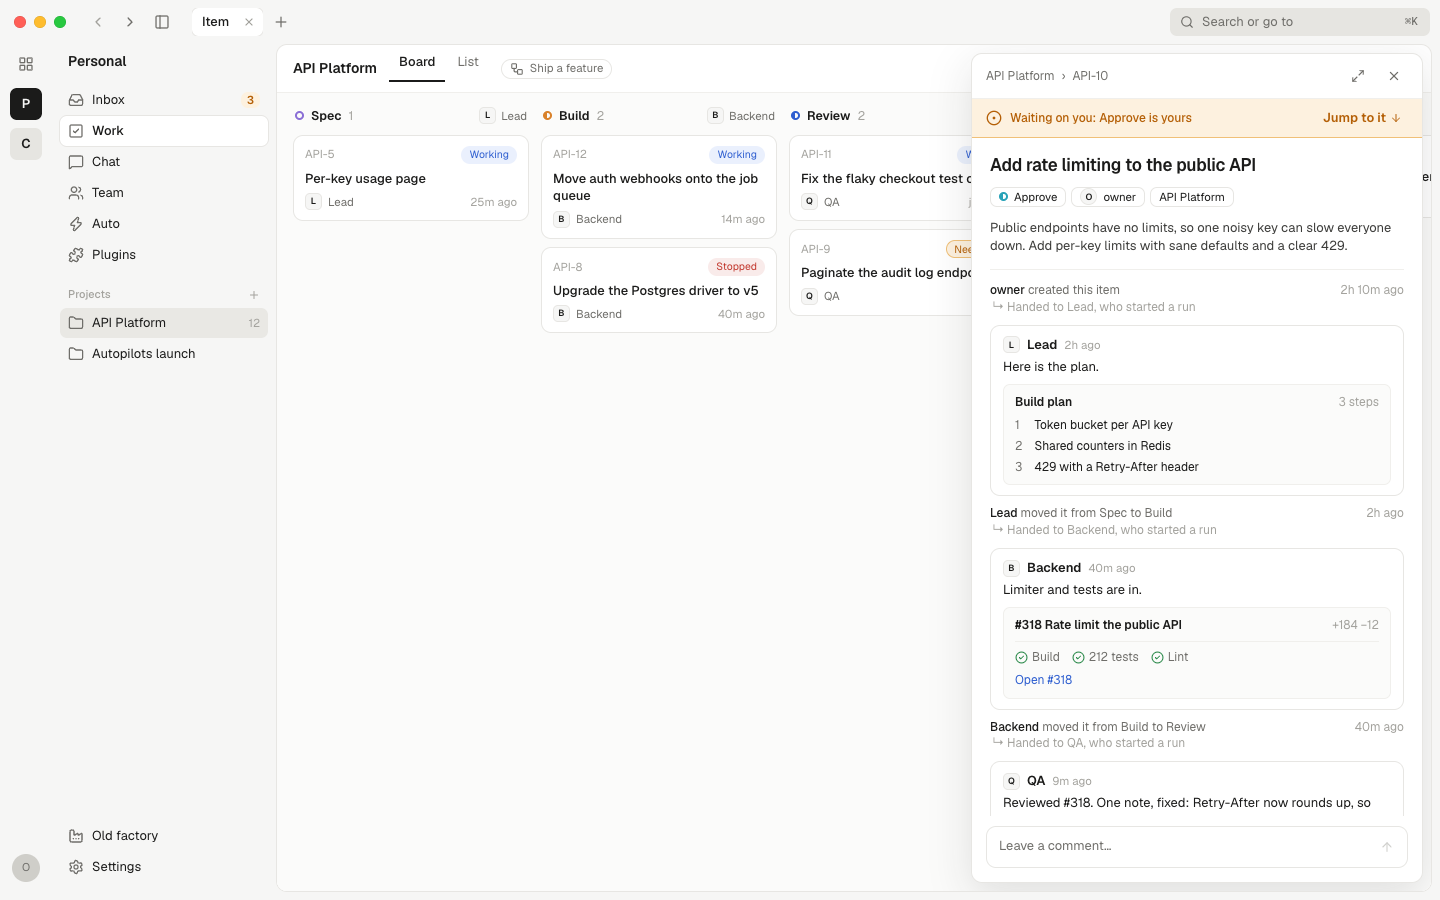 Item
Search or go to
⌘K
P
C
O
Personal
Inbox 3
Work
Chat
Team
Auto
Plugins
Projects
API Platform 12
Autopilots launch
Old factory
Settings
API Platform
Board
List
Ship a feature
Spec 1
L Lead
API-5
Working
Per-key usage page
L Lead 25m ago
Build 2
B Backend
API-12
Working
Move auth webhooks onto the job
queue
B Backend 14m ago
API-8
Stopped
Upgrade the Postgres driver to v5
B Backend 40m ago
Review 2
API-11
Fix the flaky checkout test
Q QA
API-9
Paginate the audit log
Q QA
API Platform › API-10
Waiting on you: Approve is yours
Jump to it ↓
Add rate limiting to the public API
Approve
O owner
API Platform
Public endpoints have no limits, so one noisy key can slow everyone
down. Add per-key limits with sane defaults and a clear 429.
owner created this item 2h 10m ago
Handed to Lead, who started a run
L Lead 2h ago
Here is the plan.
Build plan 3 steps
1 Token bucket per API key
2 Shared counters in Redis
3 429 with a Retry-After header
Lead moved it from Spec to Build 2h ago
Handed to Backend, who started a run
B Backend 40m ago
Limiter and tests are in.
#318 Rate limit the public API +184 −12
Build 212 tests Lint
Open #318
Backend moved it from Build to Review 40m ago
Handed to QA, who started a run
Q QA 9m ago
Reviewed #318. One note, fixed: Retry-After now rounds up, so
Leave a comment…